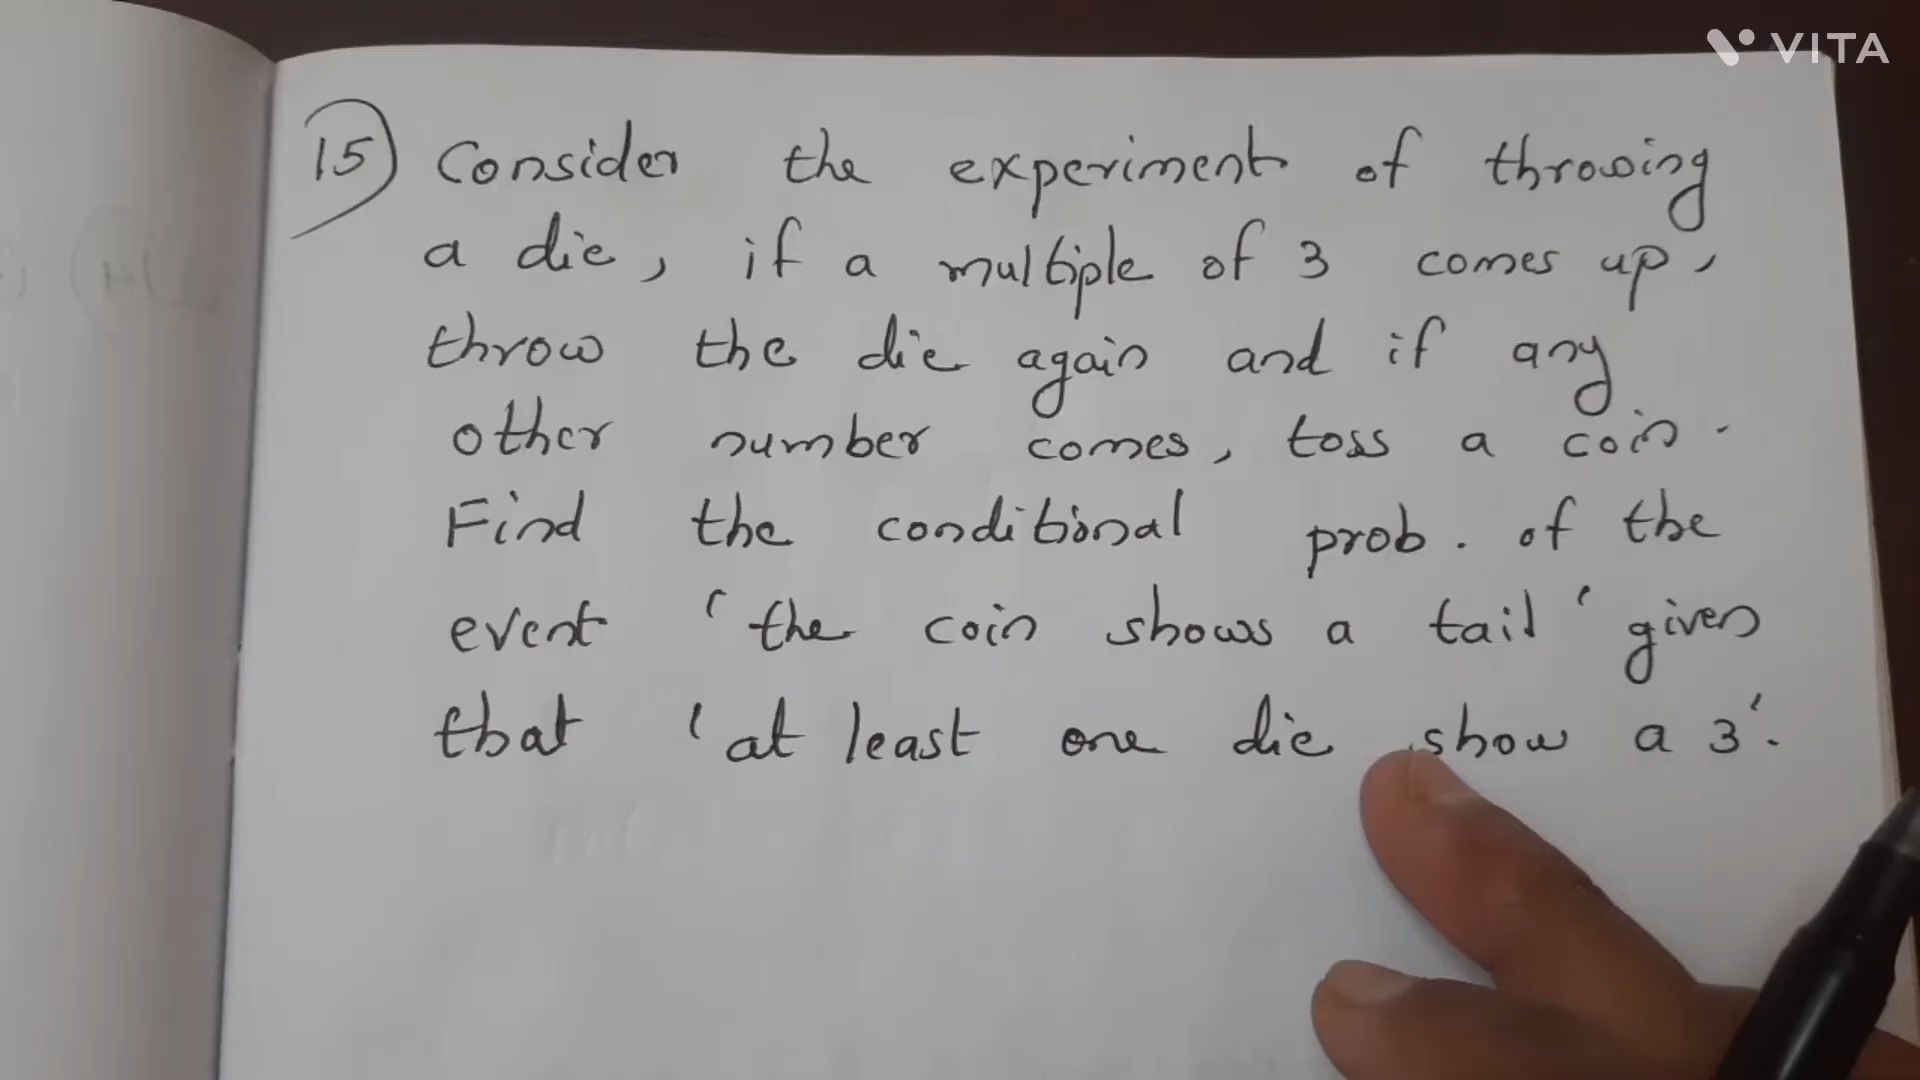 VITA
15) Consider the experiment of throwing
a die, if a multiple of 3 comes up,
throw the die again and if any
other number comes, toss a coin.
Find the conditional prob. of the
event 'the coin shows a tail' given
that 'at least one die show a 3'.